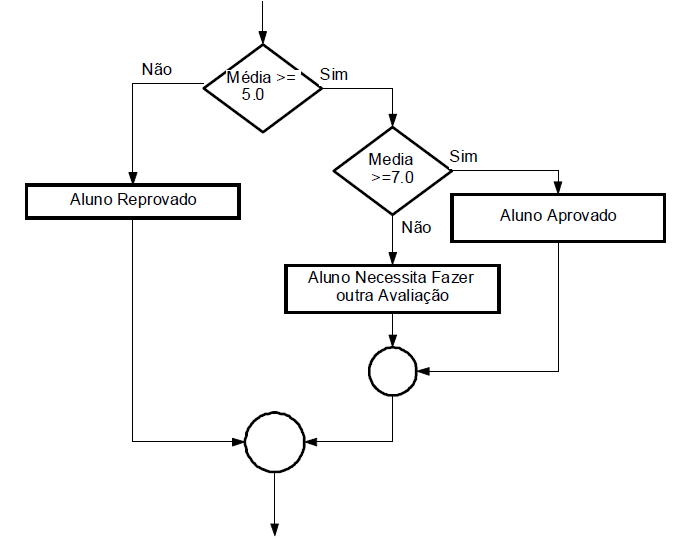 Não
Média >=
5.0
Sim
Media
>=7.0
Sim
Aluno Reprovado
Aluno Aprovado
Não
Aluno Necessita Fazer
outra Avaliação